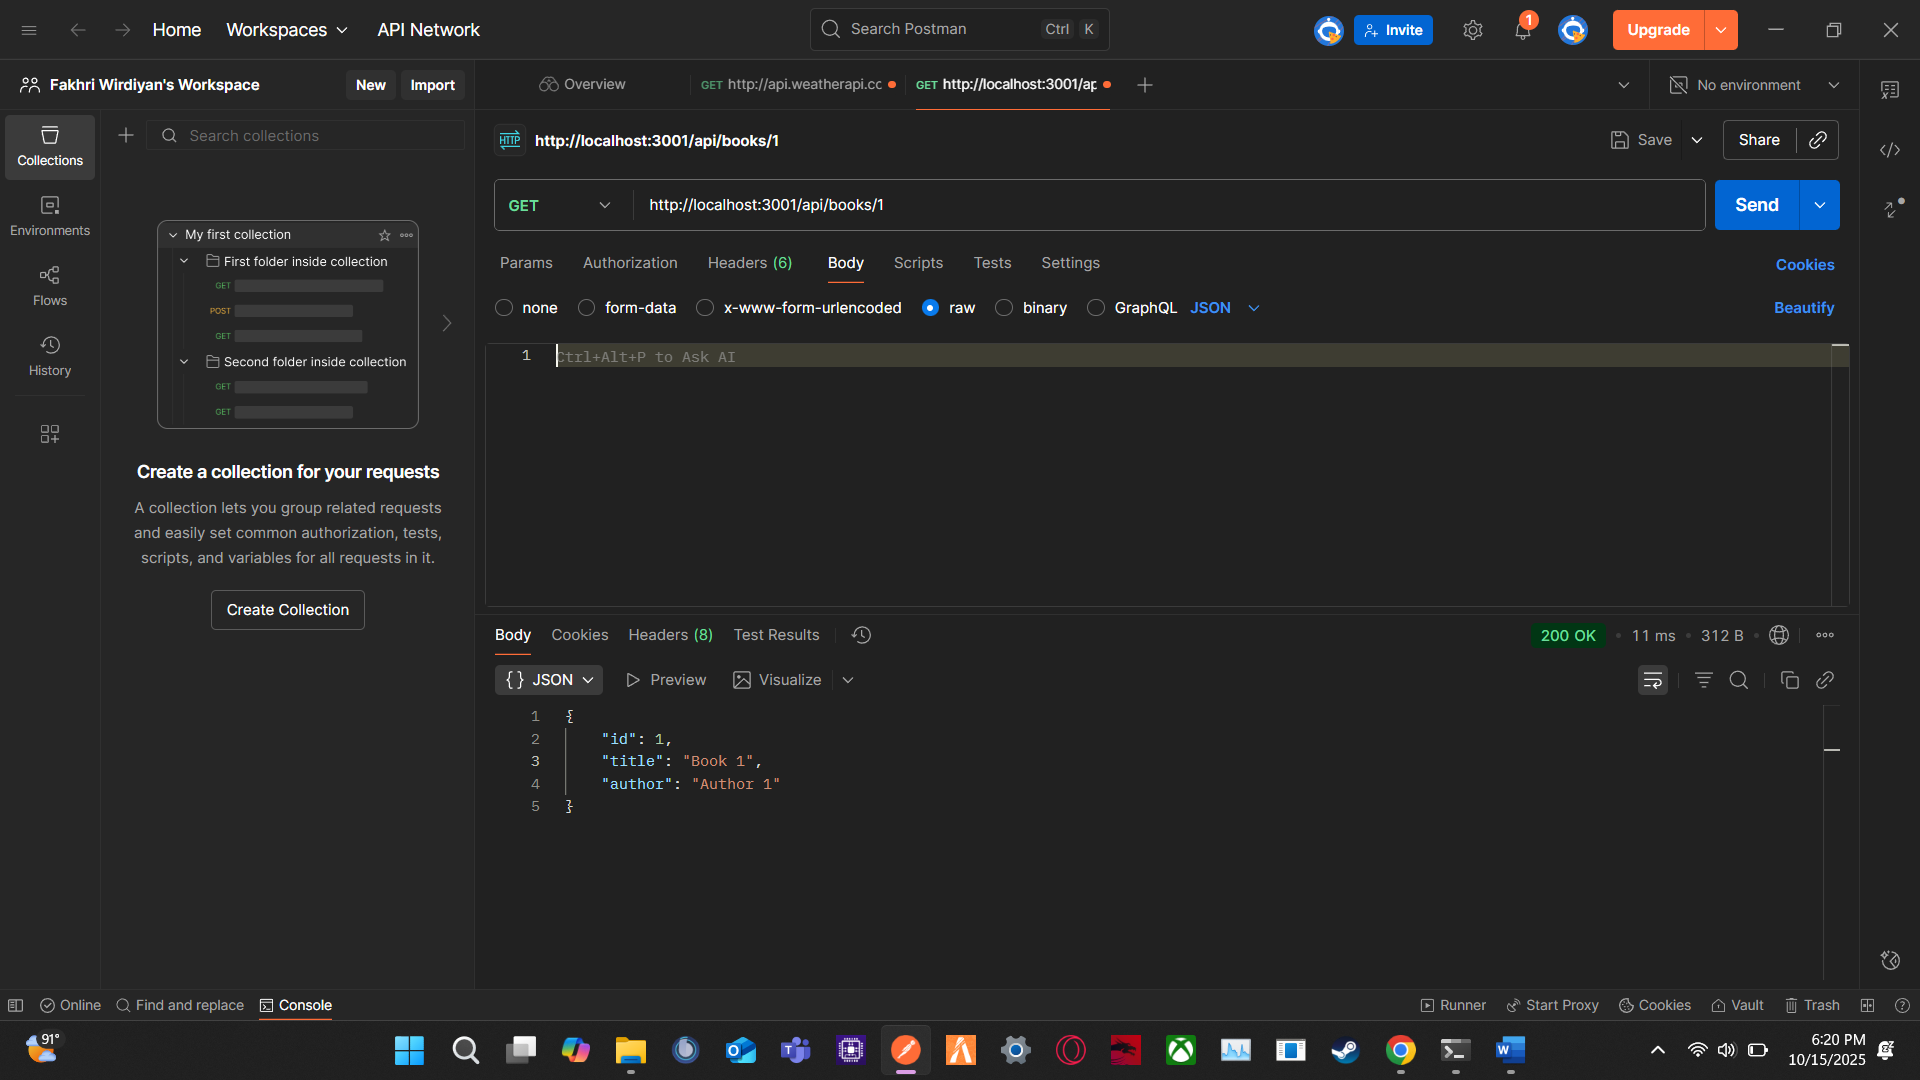 Home Workspaces API Network Search Postman Ctrl K Invite 1 Upgrade
Fakhri Wirdiyan's Workspace New Import Overview GET http://api.weatherapi.cc GET http://localhost:3001/ap No environment
Collections
Search collections
HTTP http://localhost:3001/api/books/1 Save Share
Environments
GET http://localhost:3001/api/books/1 Send
Flows
History
My first collection
First folder inside collection
GET
POST
GET
Second folder inside collection
GET
GET
Create a collection for your requests
A collection lets you group related requests
and easily set common authorization, tests,
scripts, and variables for all requests in it.
Create Collection
Params Authorization Headers (6) Body Scripts Tests Settings Cookies
none form-data x-www-form-urlencoded raw binary GraphQL JSON Beautify
1 Ctrl+Alt+P to Ask AI
Body Cookies Headers (8) Test Results 200 OK • 11 ms • 312 B
{} JSON Preview Visualize
1 {
2 "id": 1,
3 "title": "Book 1",
4 "author": "Author 1"
5 }
Online Find and replace Console Runner Start Proxy Cookies Vault Trash
91°
6:20 PM
10/15/2025